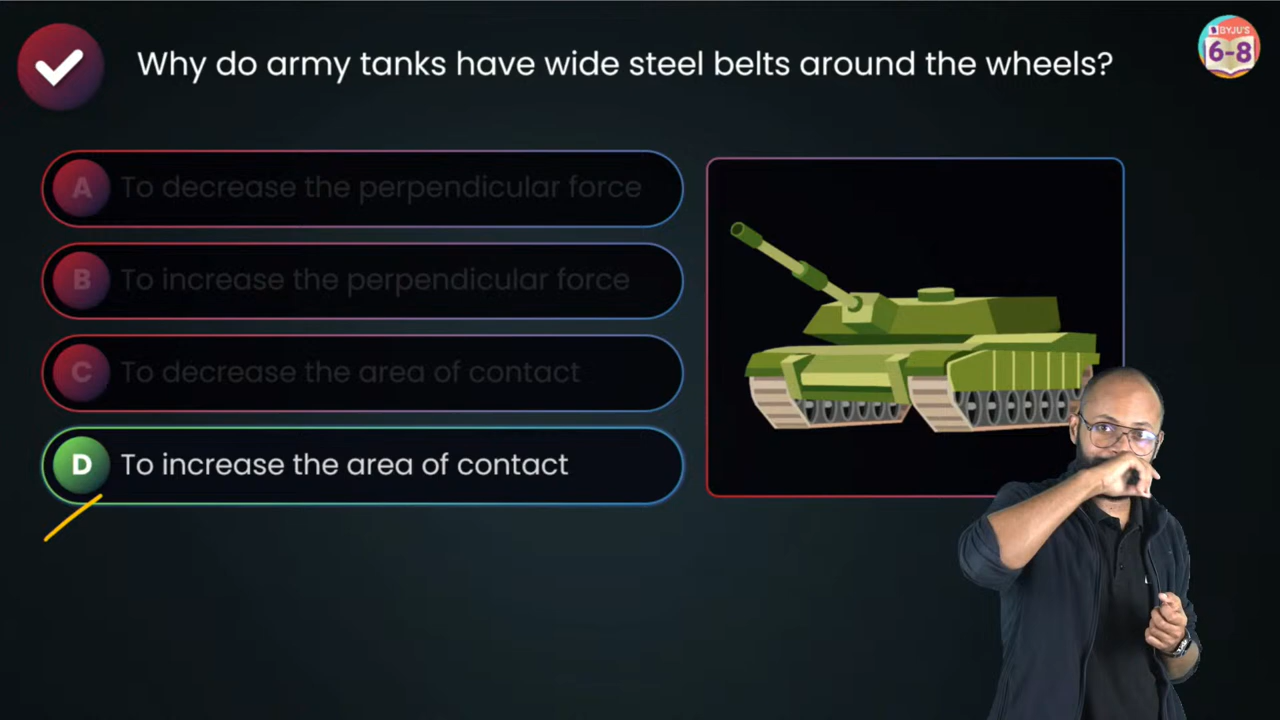 Why do army tanks have wide steel belts around the wheels?
BYJU'S
6-8
A To decrease the perpendicular force
B To increase the perpendicular force
C To decrease the area of contact
D To increase the area of contact